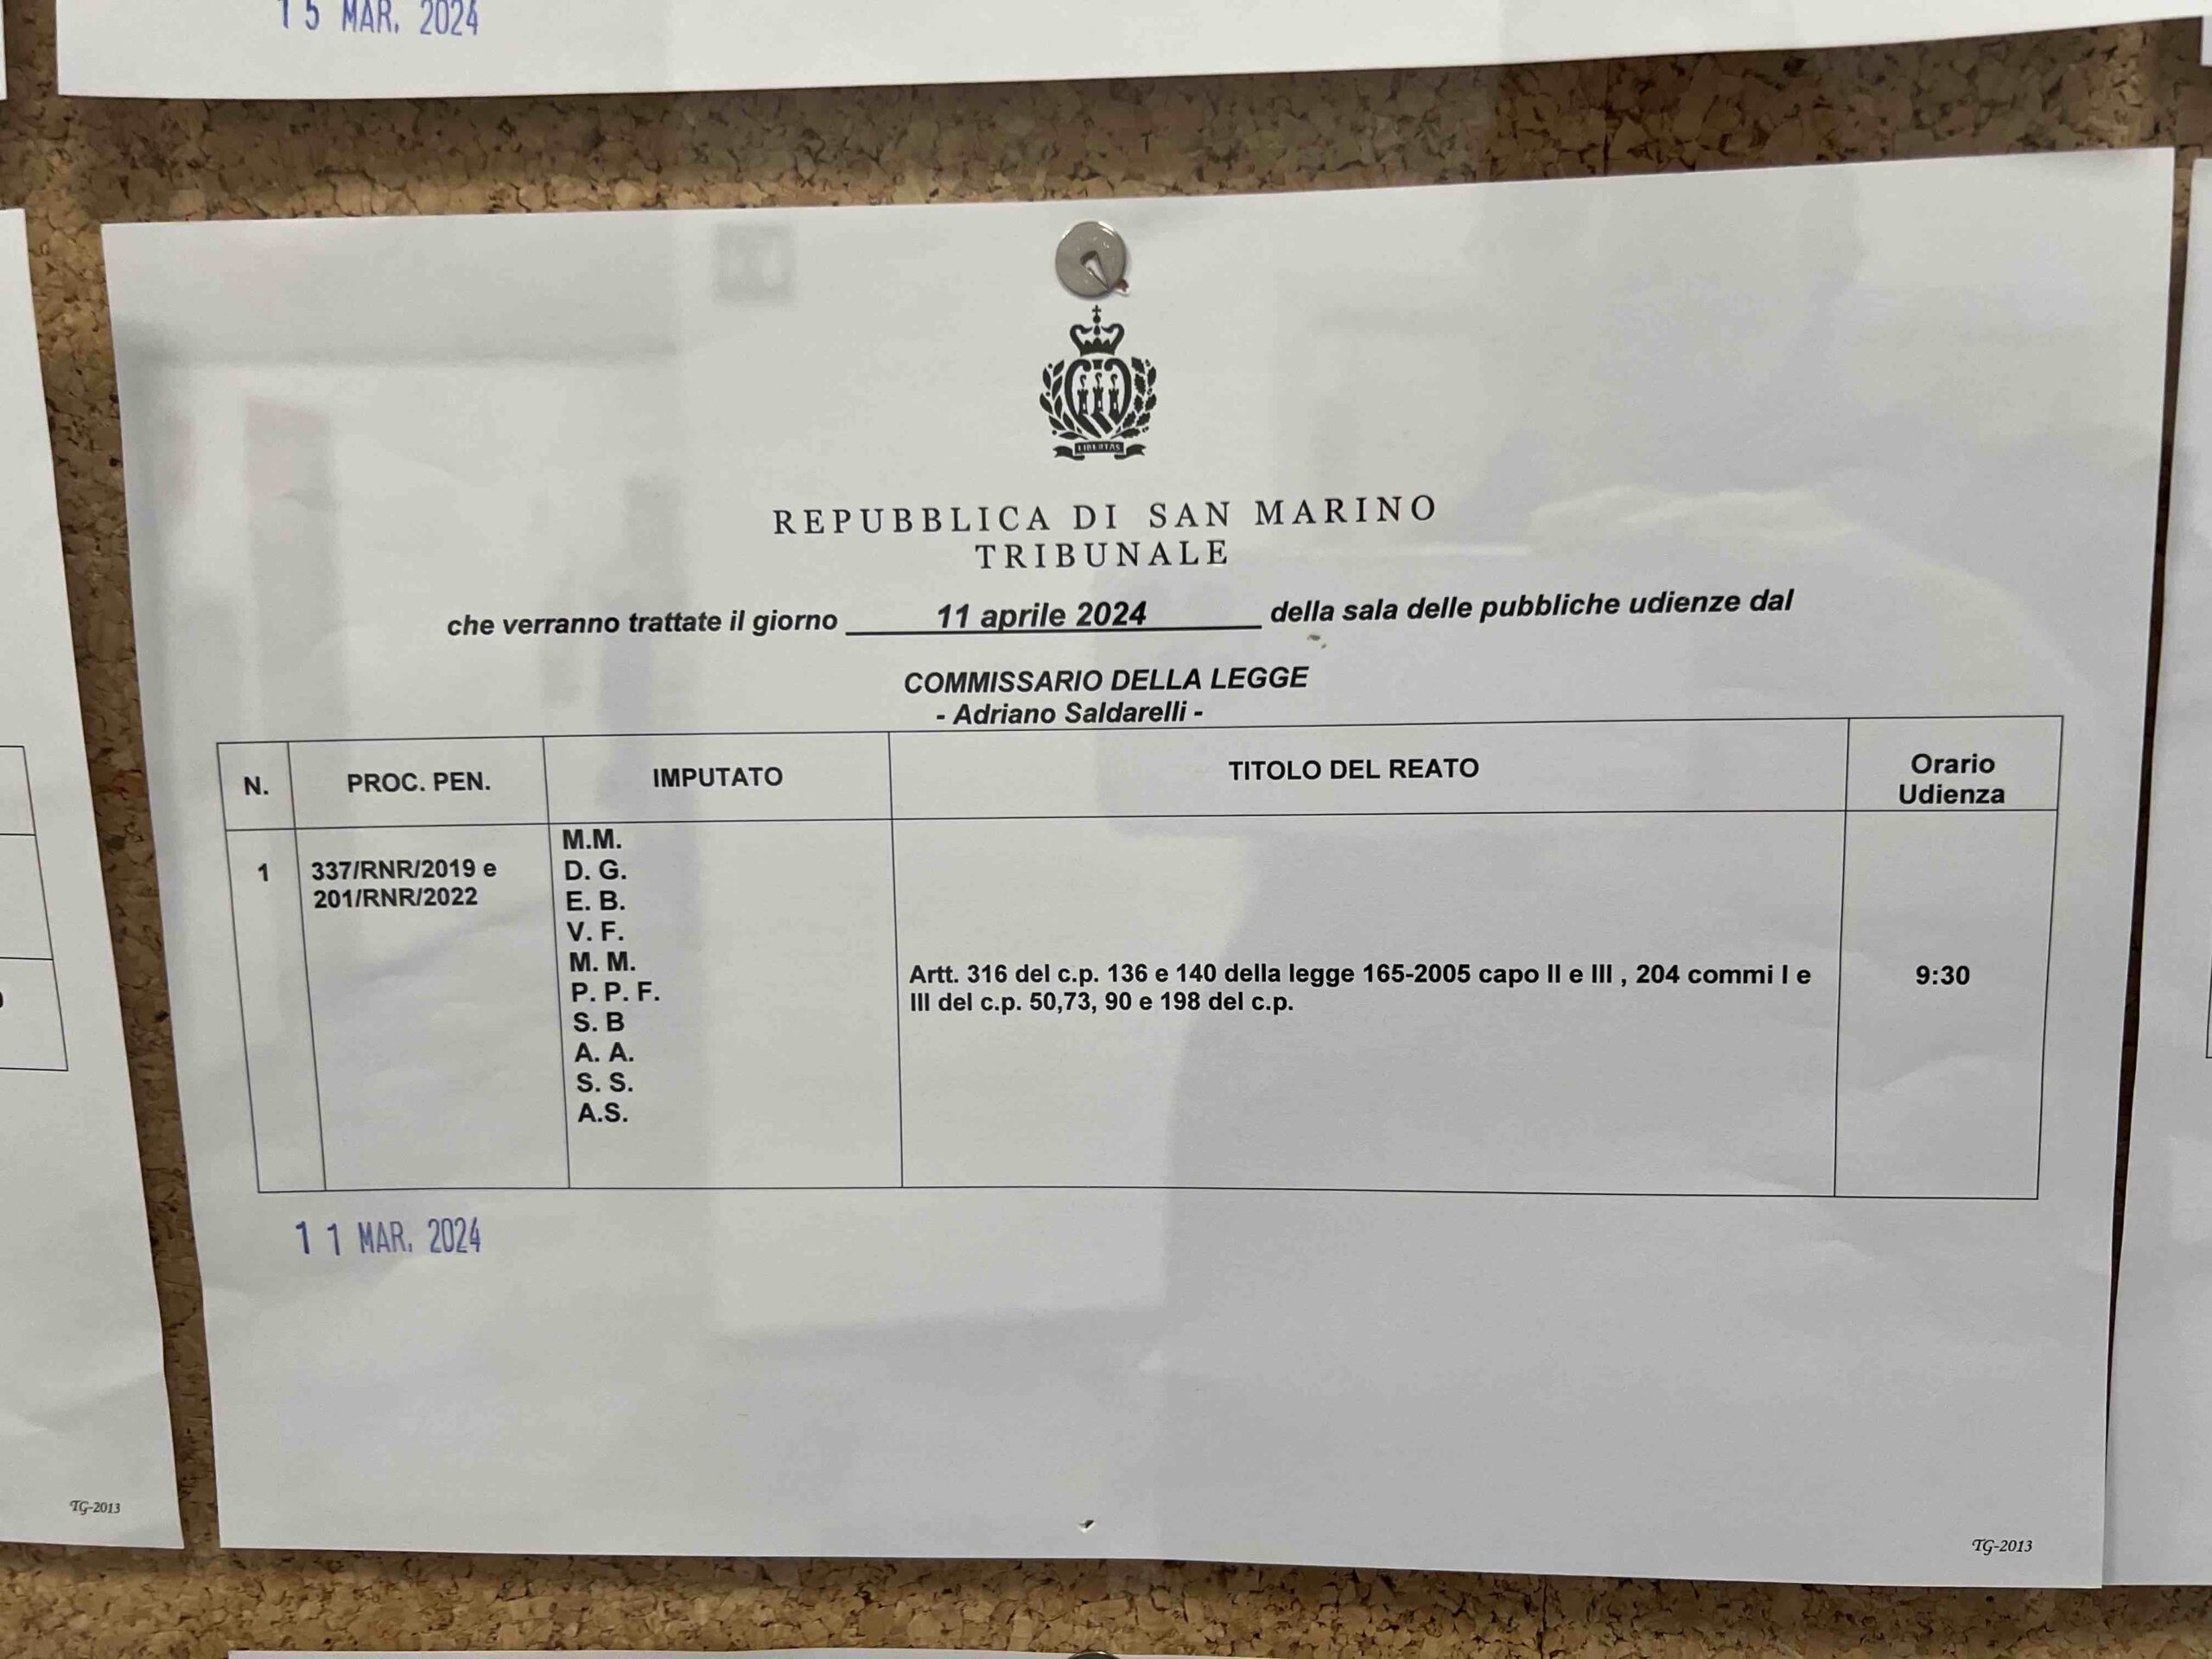 15 MAR. 2024
LIBERTAS
REPUBBLICA DI SAN MARINO
TRIBUNALE
che verranno trattate il giorno 11 aprile 2024 della sala delle pubbliche udienze dal
COMMISSARIO DELLA LEGGE
- Adriano Saldarelli -
N. PROC. PEN. IMPUTATO TITOLO DEL REATO Orario Udienza
1
337/RNR/2019 e
201/RNR/2022
M.M.
D. G.
E. B.
V. F.
M. M.
P. P. F.
S. B
A. A.
S. S.
A.S.
Artt. 316 del c.p. 136 e 140 della legge 165-2005 capo II e III , 204 commi I e
III del c.p. 50,73, 90 e 198 del c.p.
9:30
11 MAR. 2024
TG-2013
TG-2013